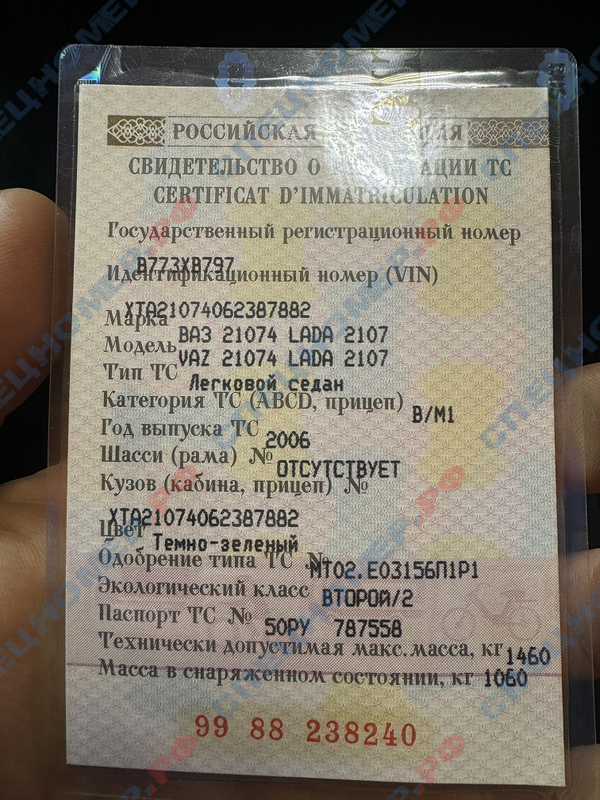 РОССИЙСКАЯ
СВИДЕТЕЛЬСТВО О ТС
CERTIFICAT D'IMMATRICULATION
Государственный регистрационный номер
В773ХВ797
Идентификационный номер (VIN)
XTA21074062387882
Марка ВАЗ 21074 LADA 2107
Модель VAZ 21074 LADA 2107
Тип ТС Легковой седан
Категория ТС (ABCD, прицеп) B/M1
Год выпуска ТС 2006
Шасси (рама) № ОТСУТСТВУЕТ
Кузов (кабина, прицеп) №
XTA21074062387882
Цвет Темно-зеленый
Одобрение типа ТС № МТ02.Е03156П1Р1
Экологический класс ВТОРОЙ/2
Паспорт ТС № 50РУ 787558
Технически допустимая макс. масса, кг 1460
Масса в снаряженном состоянии, кг 1060
99 88 238240
СПЕЦНОМЕР.РФ